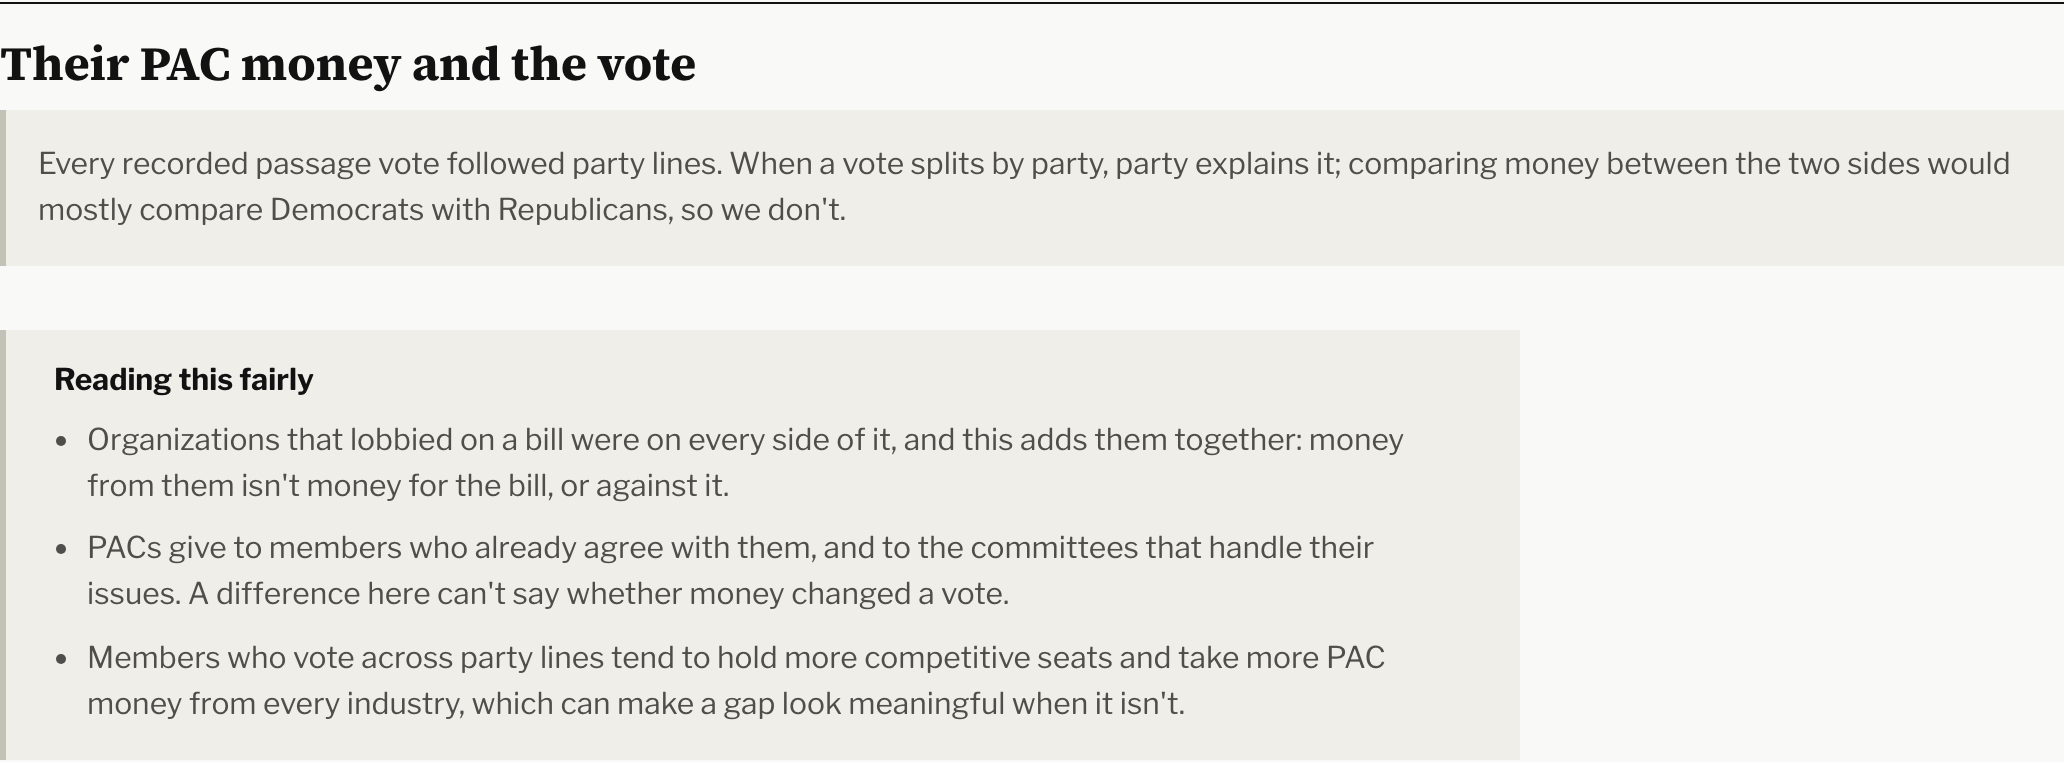 Their PAC money and the vote
Every recorded passage vote followed party lines. When a vote splits by party, party explains it; comparing money between the two sides would
mostly compare Democrats with Republicans, so we don't.
Reading this fairly
• Organizations that lobbied on a bill were on every side of it, and this adds them together: money
from them isn't money for the bill, or against it.
• PACs give to members who already agree with them, and to the committees that handle their
issues. A difference here can't say whether money changed a vote.
• Members who vote across party lines tend to hold more competitive seats and take more PAC
money from every industry, which can make a gap look meaningful when it isn't.